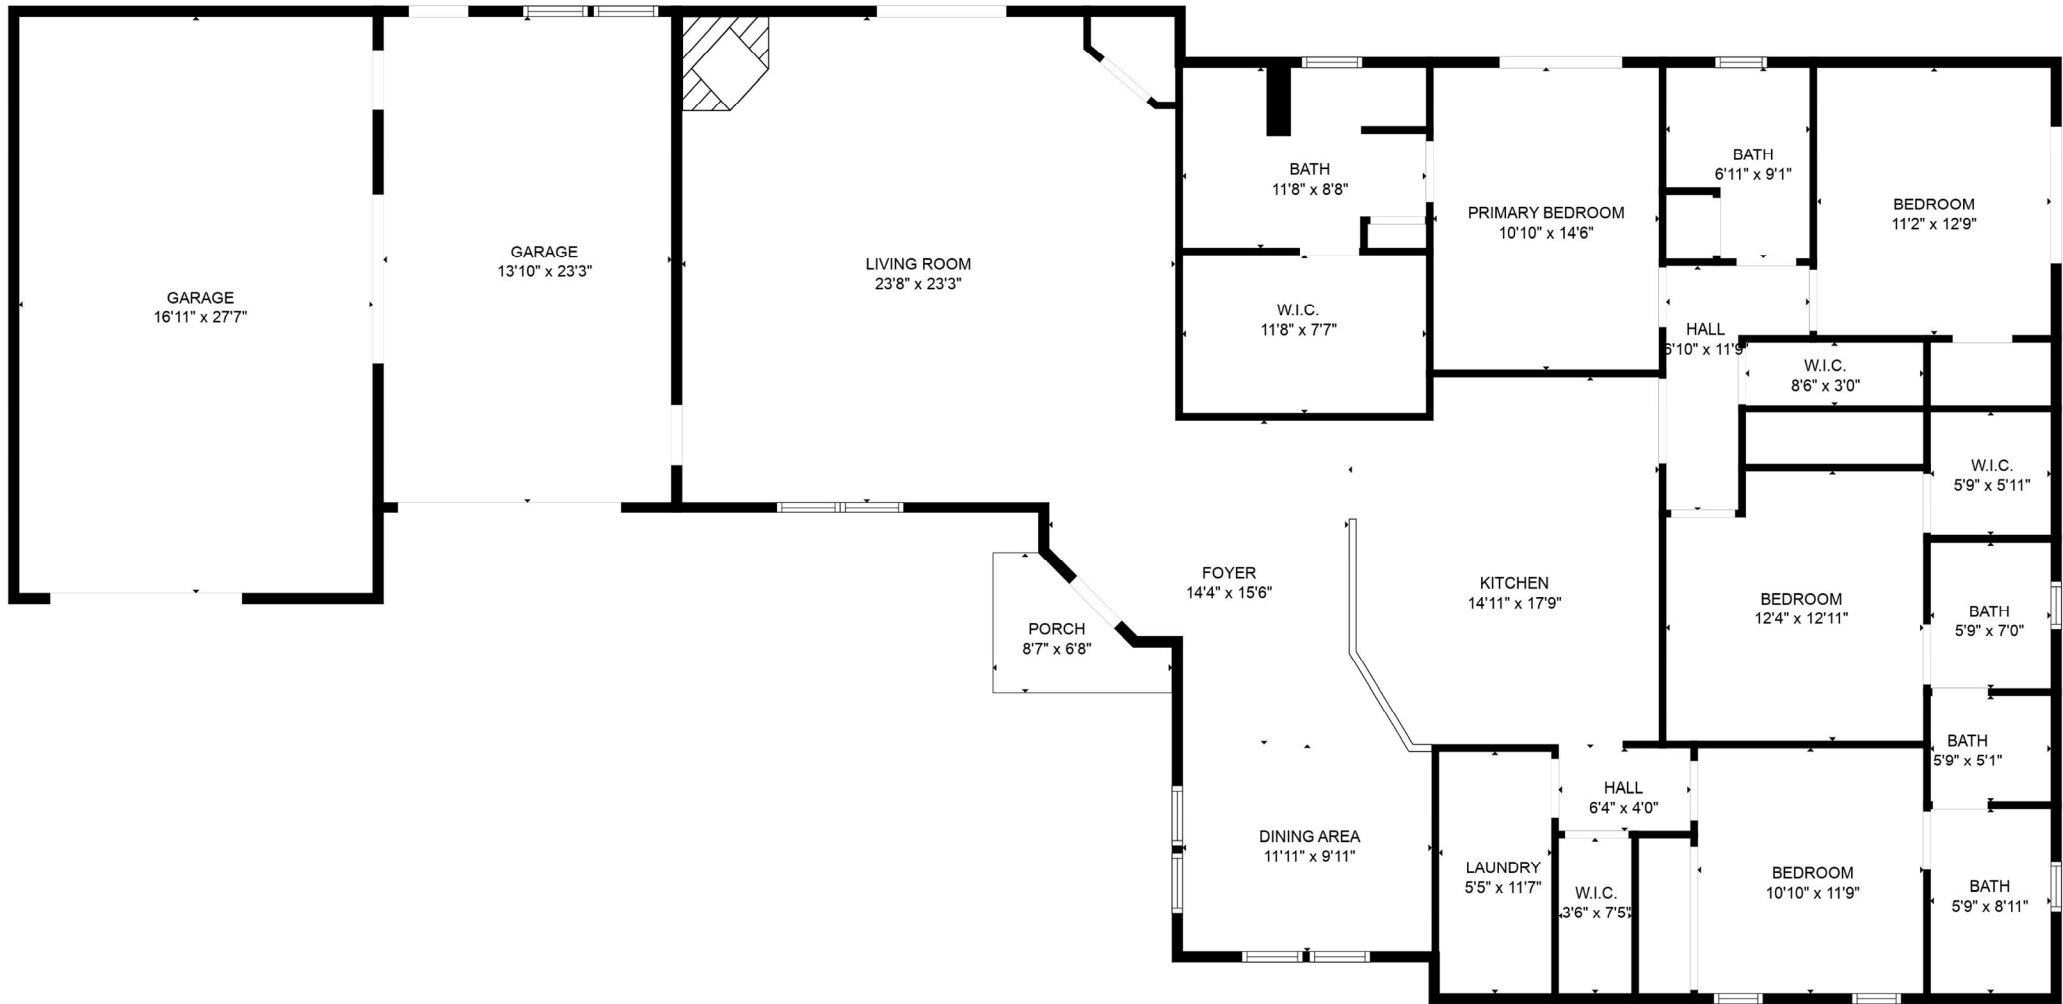 GARAGE
16'11" x 27'7"
GARAGE
13'10" x 23'3"
LIVING ROOM
23'8" x 23'3"
BATH
11'8" x 8'8"
W.I.C.
11'8" x 7'7"
PRIMARY BEDROOM
10'10" x 14'6"
BATH
6'11" x 9'1"
BEDROOM
11'2" x 12'9"
HALL
6'10" x 11'9"
W.I.C.
8'6" x 3'0"
W.I.C.
5'9" x 5'11"
FOYER
14'4" x 15'6"
KITCHEN
14'11" x 17'9"
BEDROOM
12'4" x 12'11"
BATH
5'9" x 7'0"
PORCH
8'7" x 6'8"
BATH
5'9" x 5'1"
HALL
6'4" x 4'0"
DINING AREA
11'11" x 9'11"
LAUNDRY
5'5" x 11'7"
W.I.C.
3'6" x 7'5"
BEDROOM
10'10" x 11'9"
BATH
5'9" x 8'11"